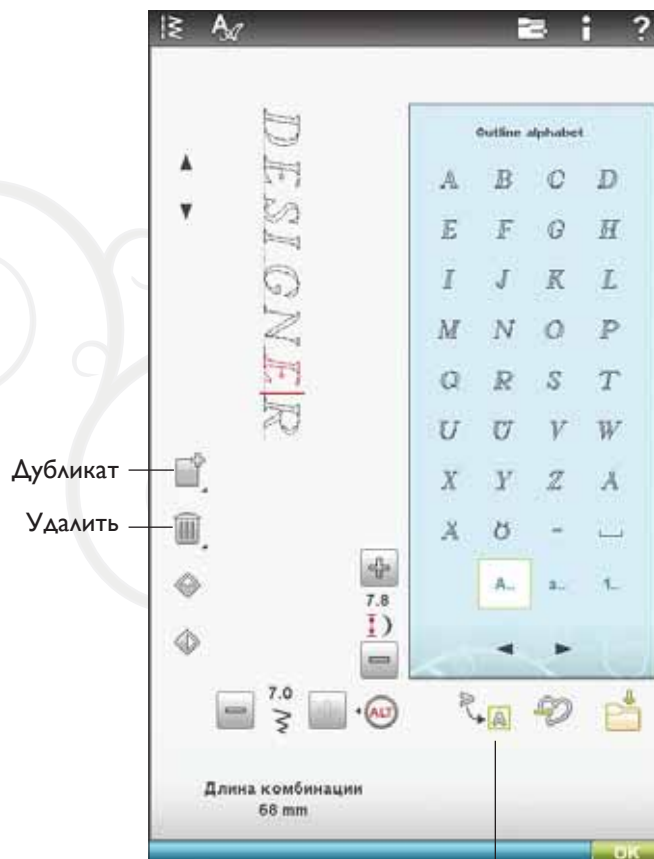 A
?
Outline alphabet
DESIGNER
A B C D
E F G H
I J K L
M N O P
Q R S T
U Ü V W
X Y Z Å
Ä Ö -
A.. a.. 1..
Дубликат
Удалить
7.8
7.0
ALT
A
Длина комбинации
68 mm
OK